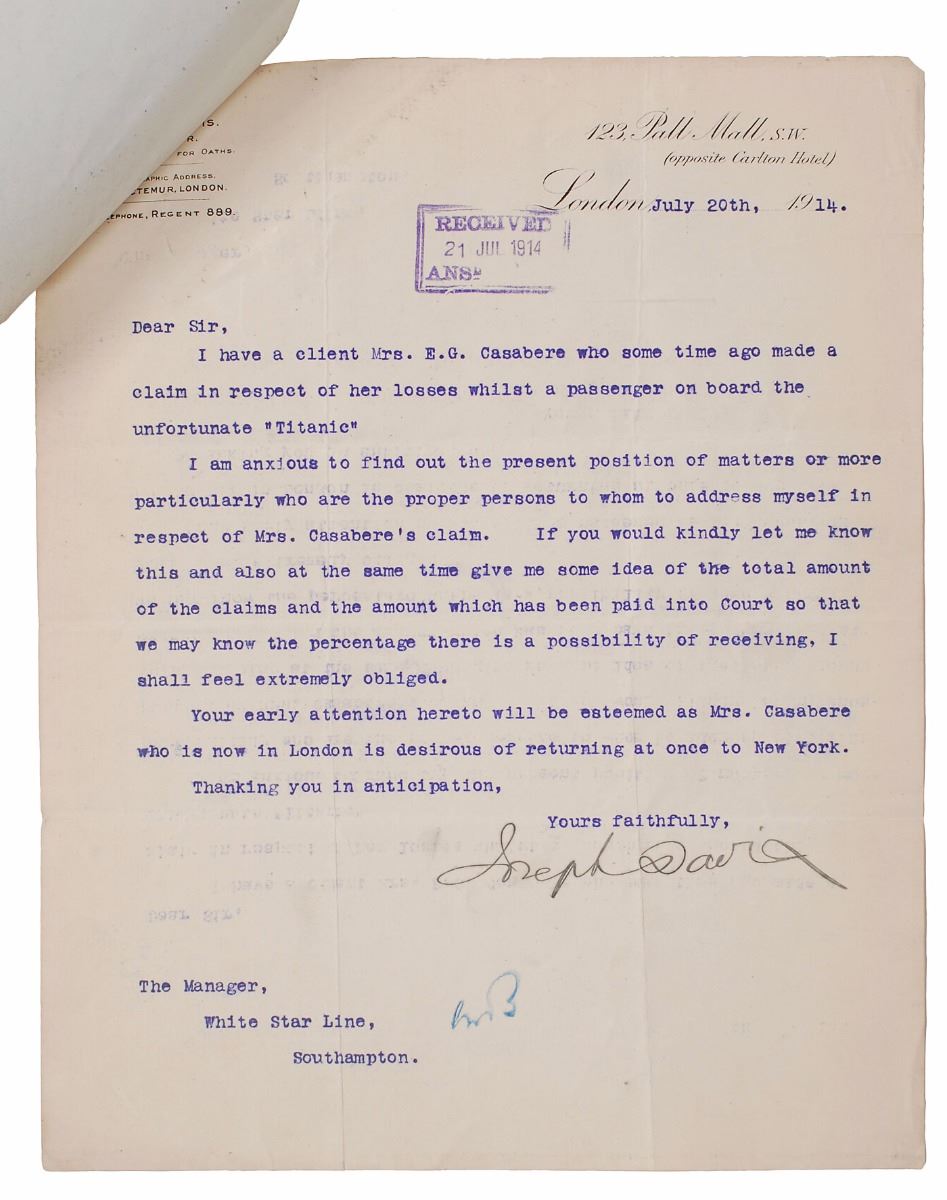 123, Pall Mall, S.W.
(opposite Carlton Hotel)
London, July 20th, 1914.
FOR OATHS.
ADDRESS,
LONDON.
REGENT 889.
RECEIVED
21 JUL 1914
ANSD
Dear Sir,
I have a client Mrs. E.G. Casabere who some time ago made a
claim in respect of her losses whilst a passenger on board the
unfortunate "Titanic"
I am anxious to find out the present position of matters or more
particularly who are the proper persons to whom to address myself in
respect of Mrs. Casabere's claim. If you would kindly let me know
this and also at the same time give me some idea of the total amount
of the claims and the amount which has been paid into Court so that
we may know the percentage there is a possibility of receiving, I
shall feel extremely obliged.
Your early attention hereto will be esteemed as Mrs. Casabere
who is now in London is desirous of returning at once to New York.
Thanking you in anticipation,
Yours faithfully,
Joseph Davis
The Manager,
White Star Line,
Southampton.